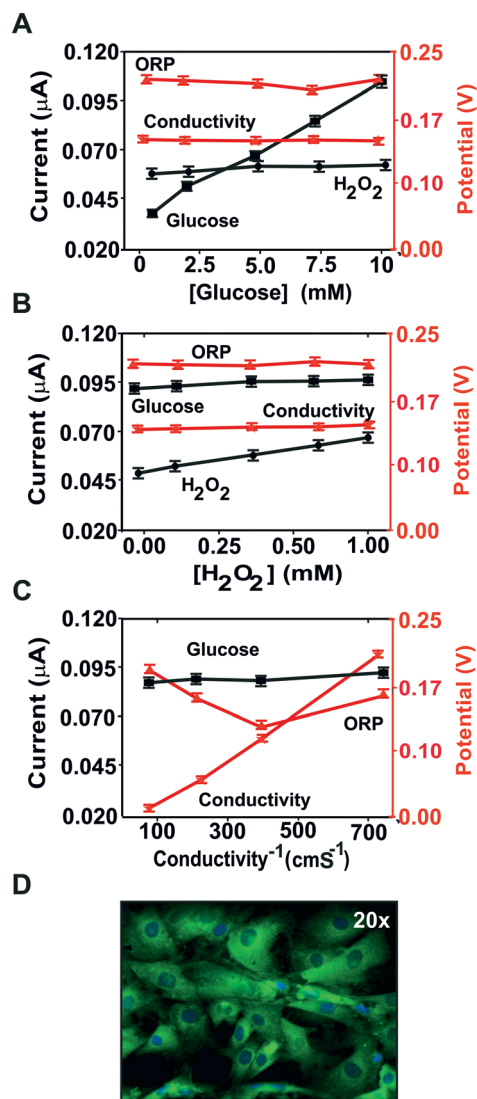 A
0.120
0.25
ORP
0.095
0.17
Conductivity
0.070
0.10
H2O2
0.045
Glucose
0.020
0.00
0
2.5
5.0
7.5
10
Current (μA)
Potential (V)
[Glucose] (mM)
B
0.120
0.25
ORP
0.095
0.17
Glucose
Conductivity
0.070
0.10
0.045
H2O2
0.020
0.00
0.00
0.25
0.50
1.00
Current (μA)
Potential (V)
[H2O2] (mM)
C
0.120
0.25
Glucose
0.095
0.17
ORP
0.070
0.10
0.045
Conductivity
0.020
0.00
100
300
500
700
Current (μA)
Potential (V)
Conductivity-1(cmS-1)
D
20x